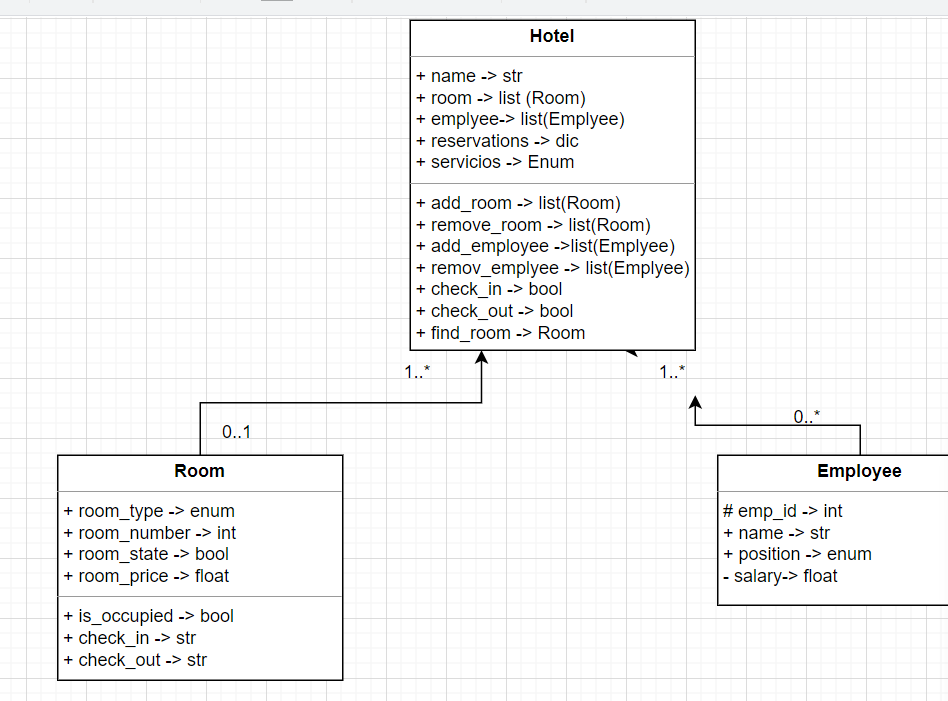 Hotel
+ name -> str
+ room -> list (Room)
+ emplyee-> list(Emplyee)
+ reservations -> dic
+ servicios -> Enum
+ add_room -> list(Room)
+ remove_room -> list(Room)
+ add_employee ->list(Emplyee)
+ remov_emplyee -> list(Emplyee)
+ check_in -> bool
+ check_out -> bool
+ find_room -> Room
1..*
1..*
0..1
0..*
Room
+ room_type -> enum
+ room_number -> int
+ room_state -> bool
+ room_price -> float
+ is_occupied -> bool
+ check_in -> str
+ check_out -> str
Employee
# emp_id -> int
+ name -> str
+ position -> enum
- salary-> float